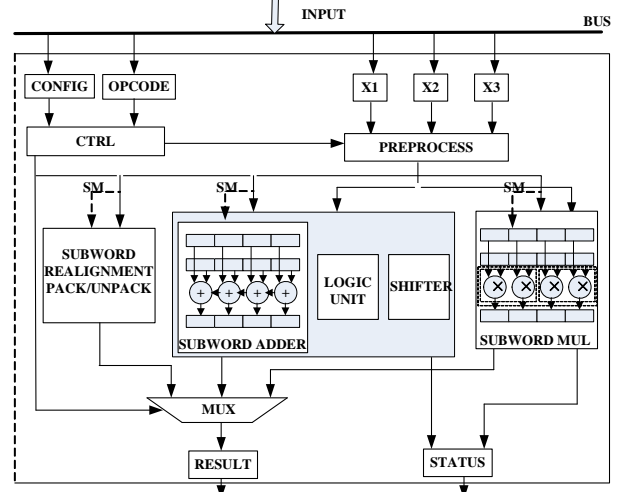 INPUT
BUS
CONFIG
OPCODE
X1
X2
X3
CTRL
PREPROCESS
SM
SM
SM
SUBWORD
REALIGNMENT
PACK/UNPACK
LOGIC
UNIT
SHIFTER
SUBWORD ADDER
SUBWORD MUL
MUX
RESULT
STATUS